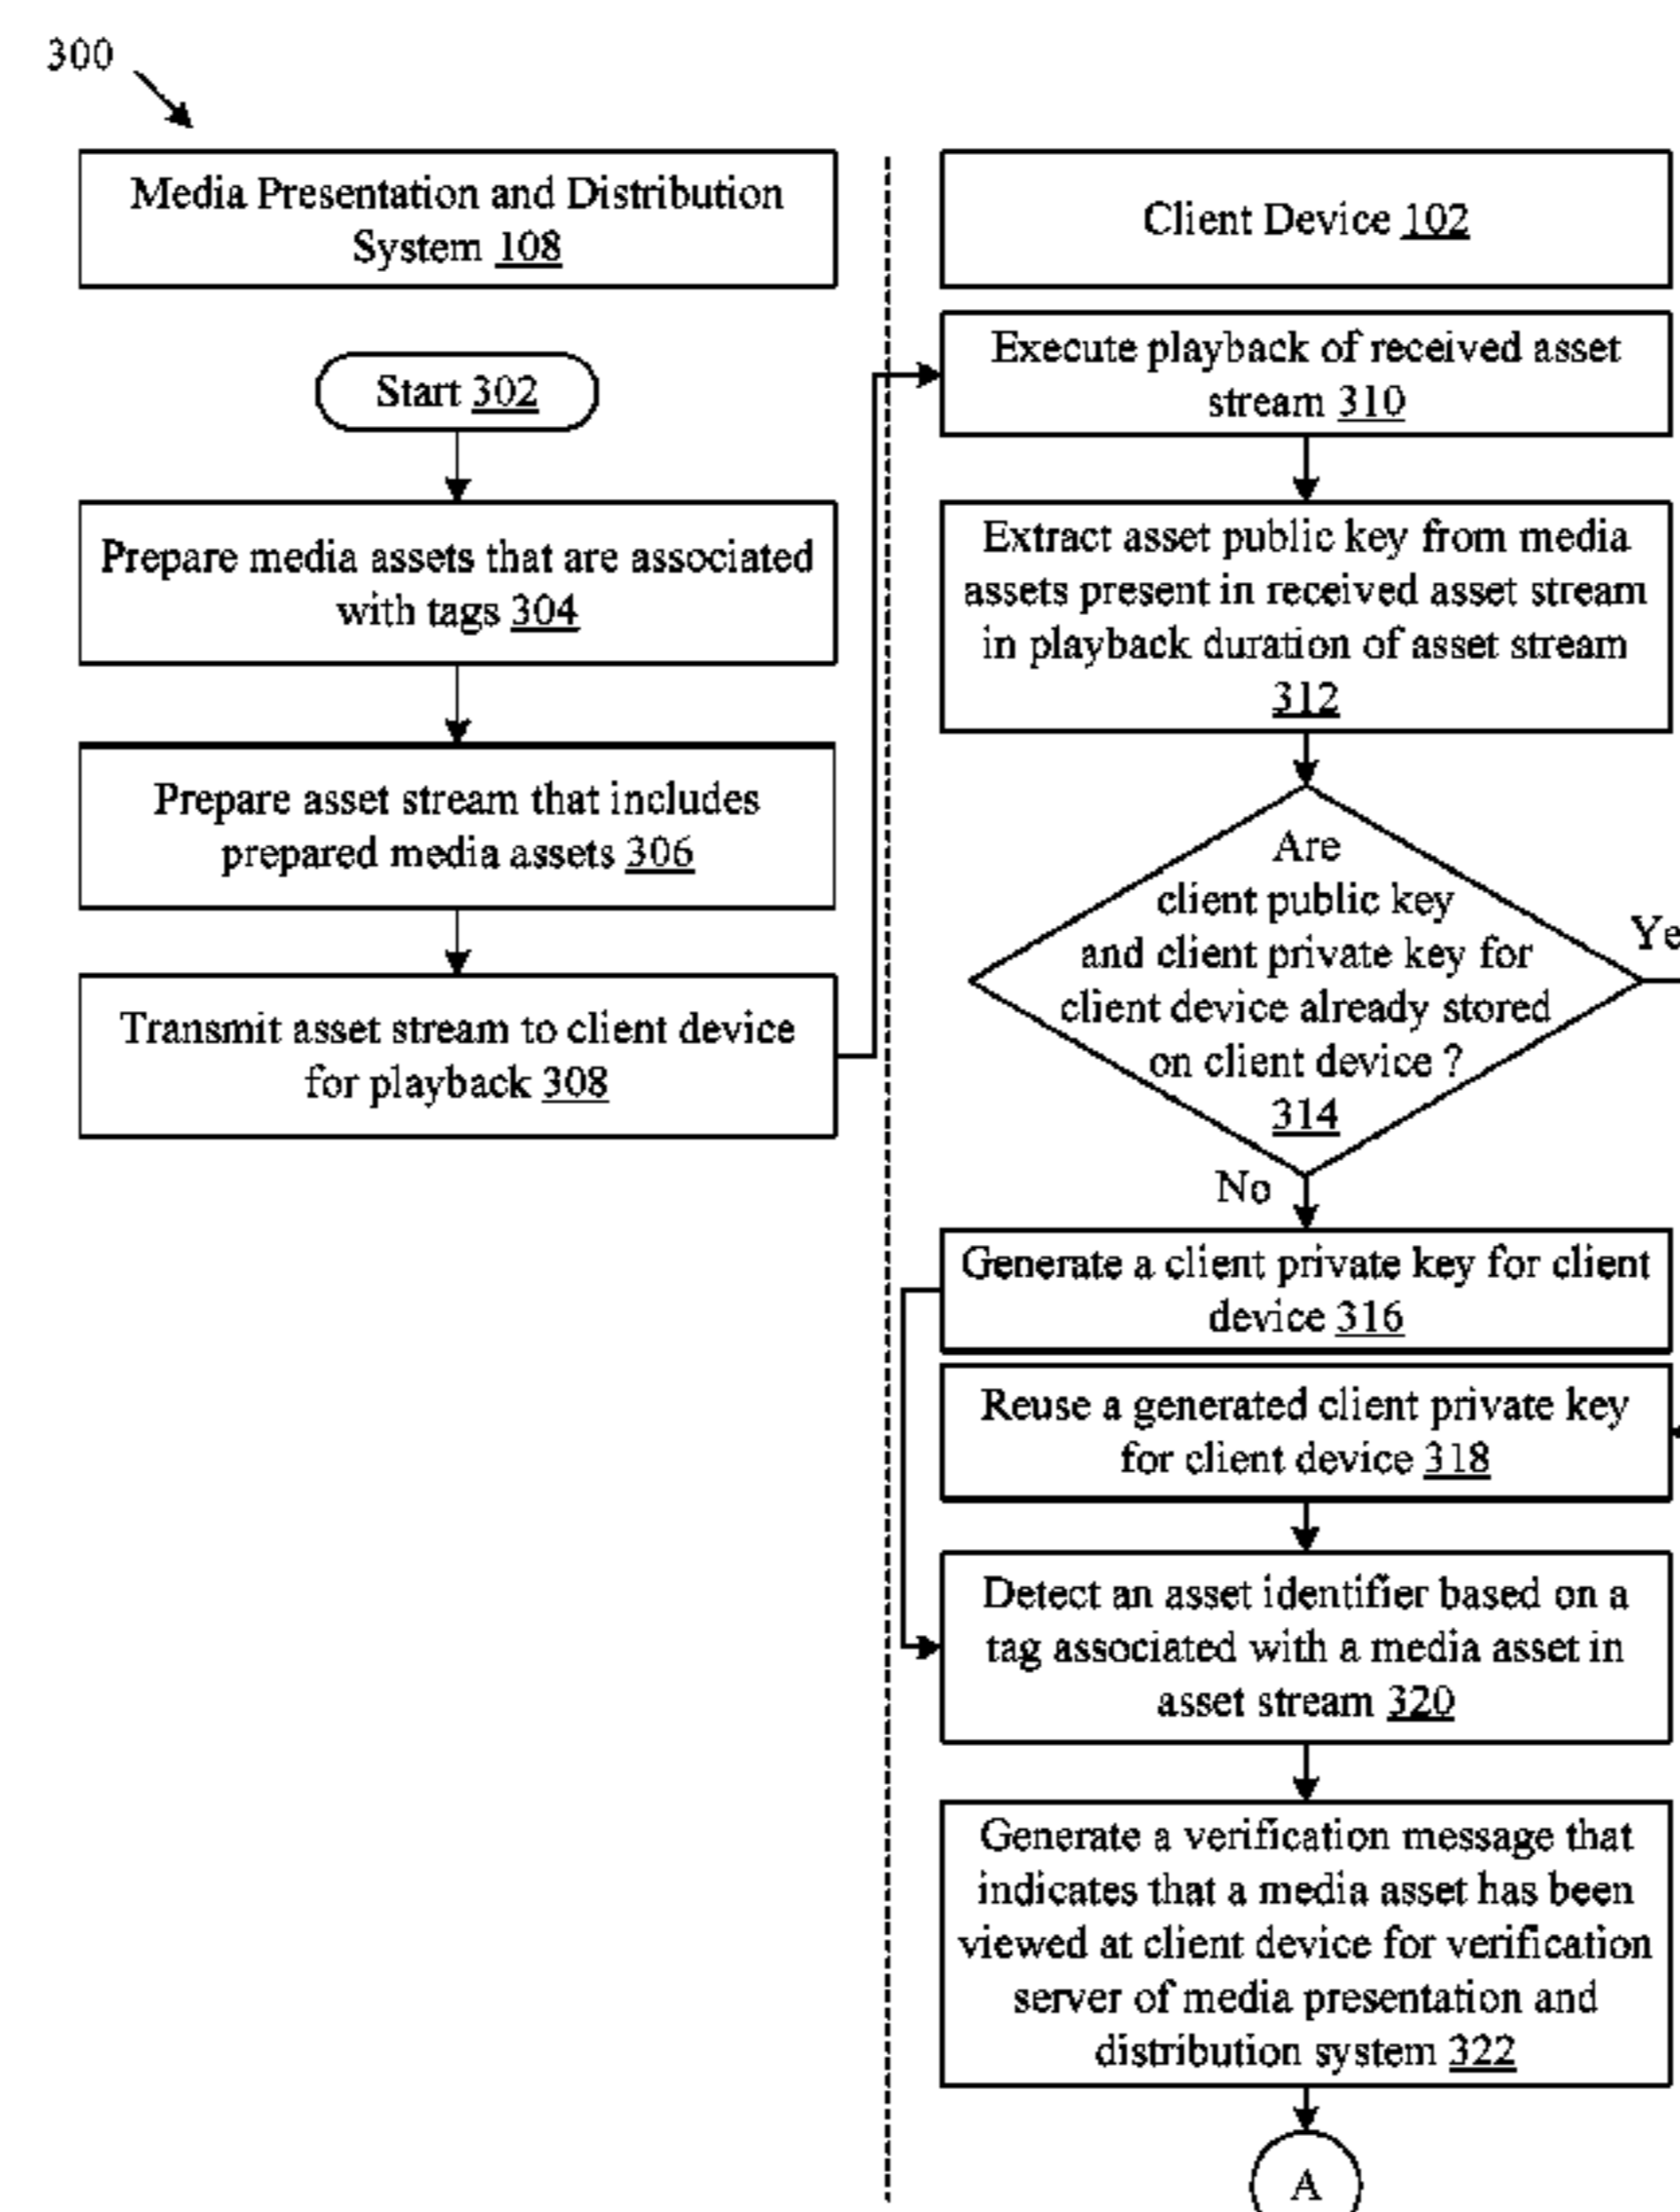 300
Media Presentation and Distribution
System 108
Start 302
Prepare media assets that are associated
with tags 304
Prepare asset stream that includes
prepared media assets 306
Transmit asset stream to client device
for playback 308
Client Device 102
Execute playback of received asset
stream 310
Extract asset public key from media
assets present in received asset stream
in playback duration of asset stream
312
Are
client public key
and client private key for
client device already stored
on client device ?
314
Ye
No
Generate a client private key for client
device 316
Reuse a generated client private key
for client device 318
Detect an asset identifier based on a
tag associated with a media asset in
asset stream 320
Generate a verification message that
indicates that a media asset has been
viewed at client device for verification
server of media presentation and
distribution system 322
A